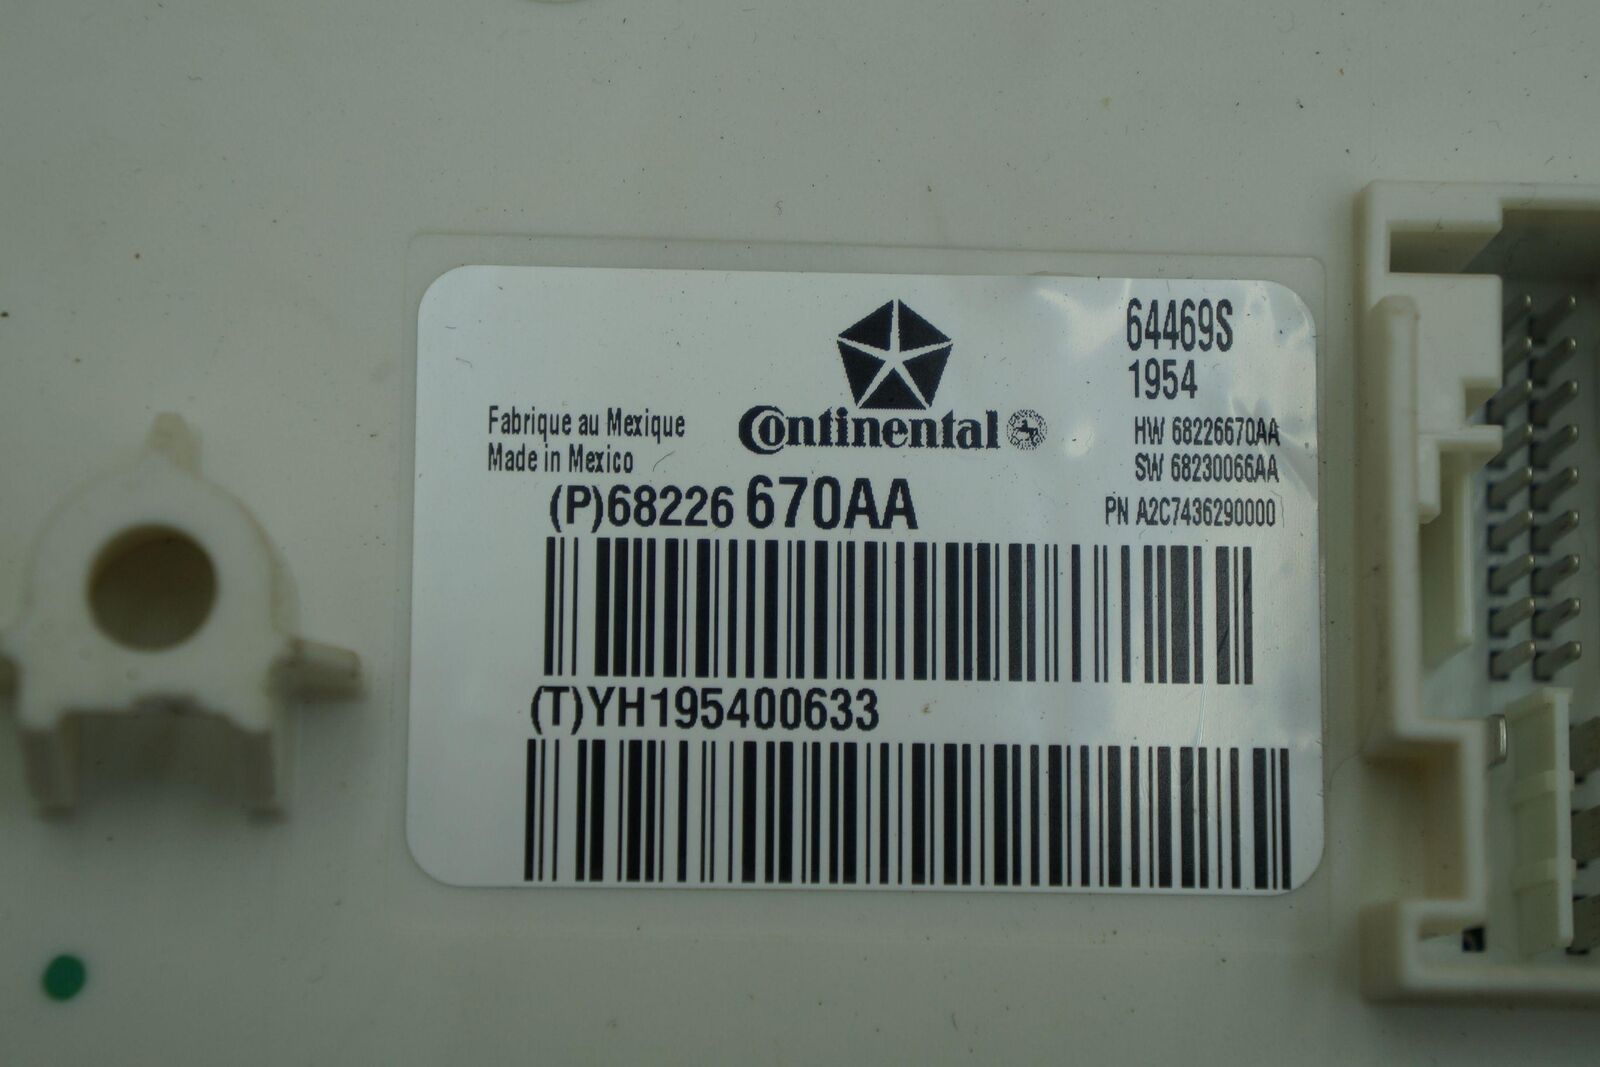 64469S
1954
Continental
Fabrique au Mexique
Made in Mexico
HW 68226670AA
SW 68230066AA
PN A2C7436290000
(P)68226 670AA
(T)YH195400633